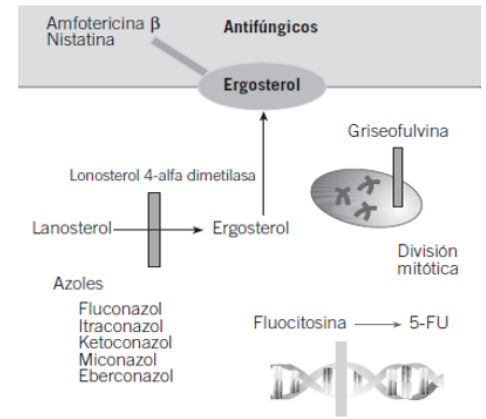 Amfotericina β
Nistatina
Antifúngicos
Ergosterol
Griseofulvina
Lonosterol 4-alfa dimetilasa
Lanosterol
Ergosterol
División
mitótica
Azoles
Fluconazol
Itraconazol
Ketoconazol
Miconazol
Eberconazol
Fluocitosina
5-FU